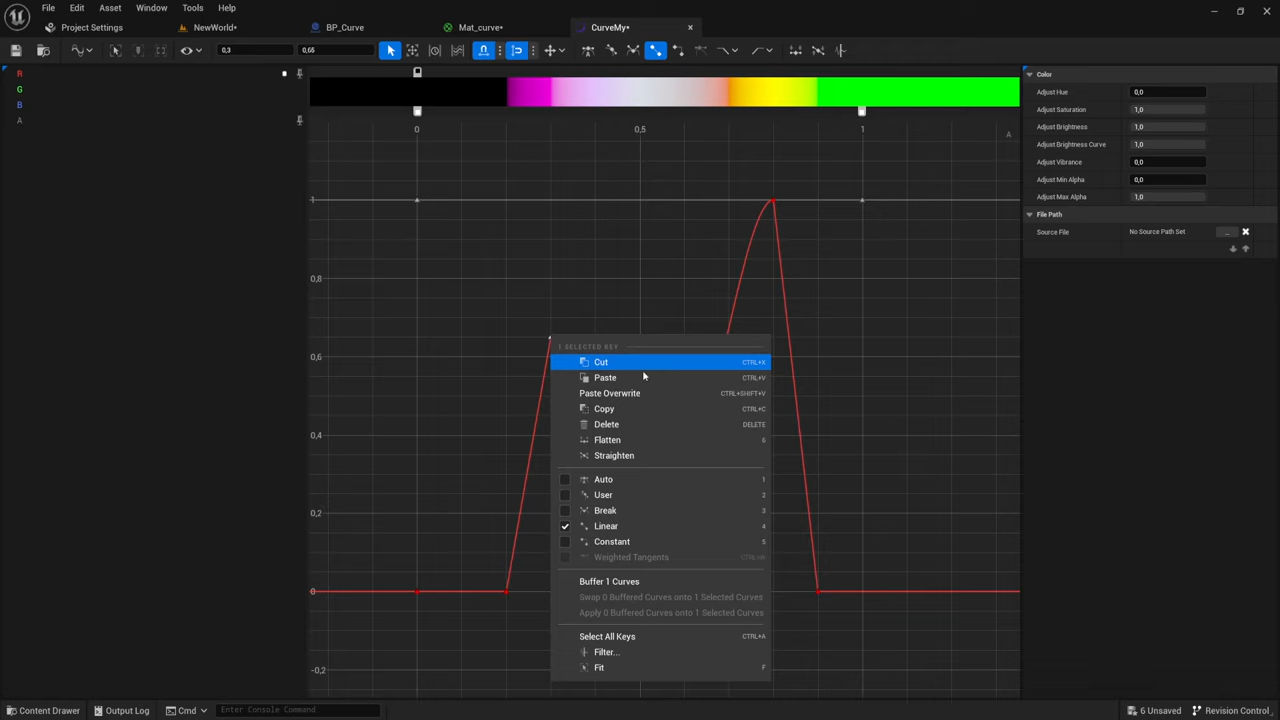 File Edit Asset Window Tools Help
Project Settings NewWorld* BP_Curve Mat_curve* CurveMy*
0,3 0,65
R
G
B
A
0 0,5 1 A
1
0,8
0,6
0,4
0,2
0
-0,2
1 SELECTED KEY
Cut CTRL+X
Paste CTRL+V
Paste Overwrite CTRL+SHIFT+V
Copy CTRL+C
Delete DELETE
Flatten 6
Straighten
Auto 1
User 2
Break 3
Linear 4
Constant 5
Weighted Tangents
Buffer 1 Curves
Swap 0 Buffered Curves onto 1 Selected Curves
Apply 0 Buffered Curves onto 1 Selected Curves
Select All Keys CTRL+A
Filter...
Fit F
Color
Adjust Hue 0,0
Adjust Saturation 1,0
Adjust Brightness 1,0
Adjust Brightness Curve 1,0
Adjust Vibrance 0,0
Adjust Min Alpha 0,0
Adjust Max Alpha 1,0
File Path
Source File No Source Path Set ...
Content Drawer Output Log Cmd Enter Console Command 6 Unsaved Revision Control